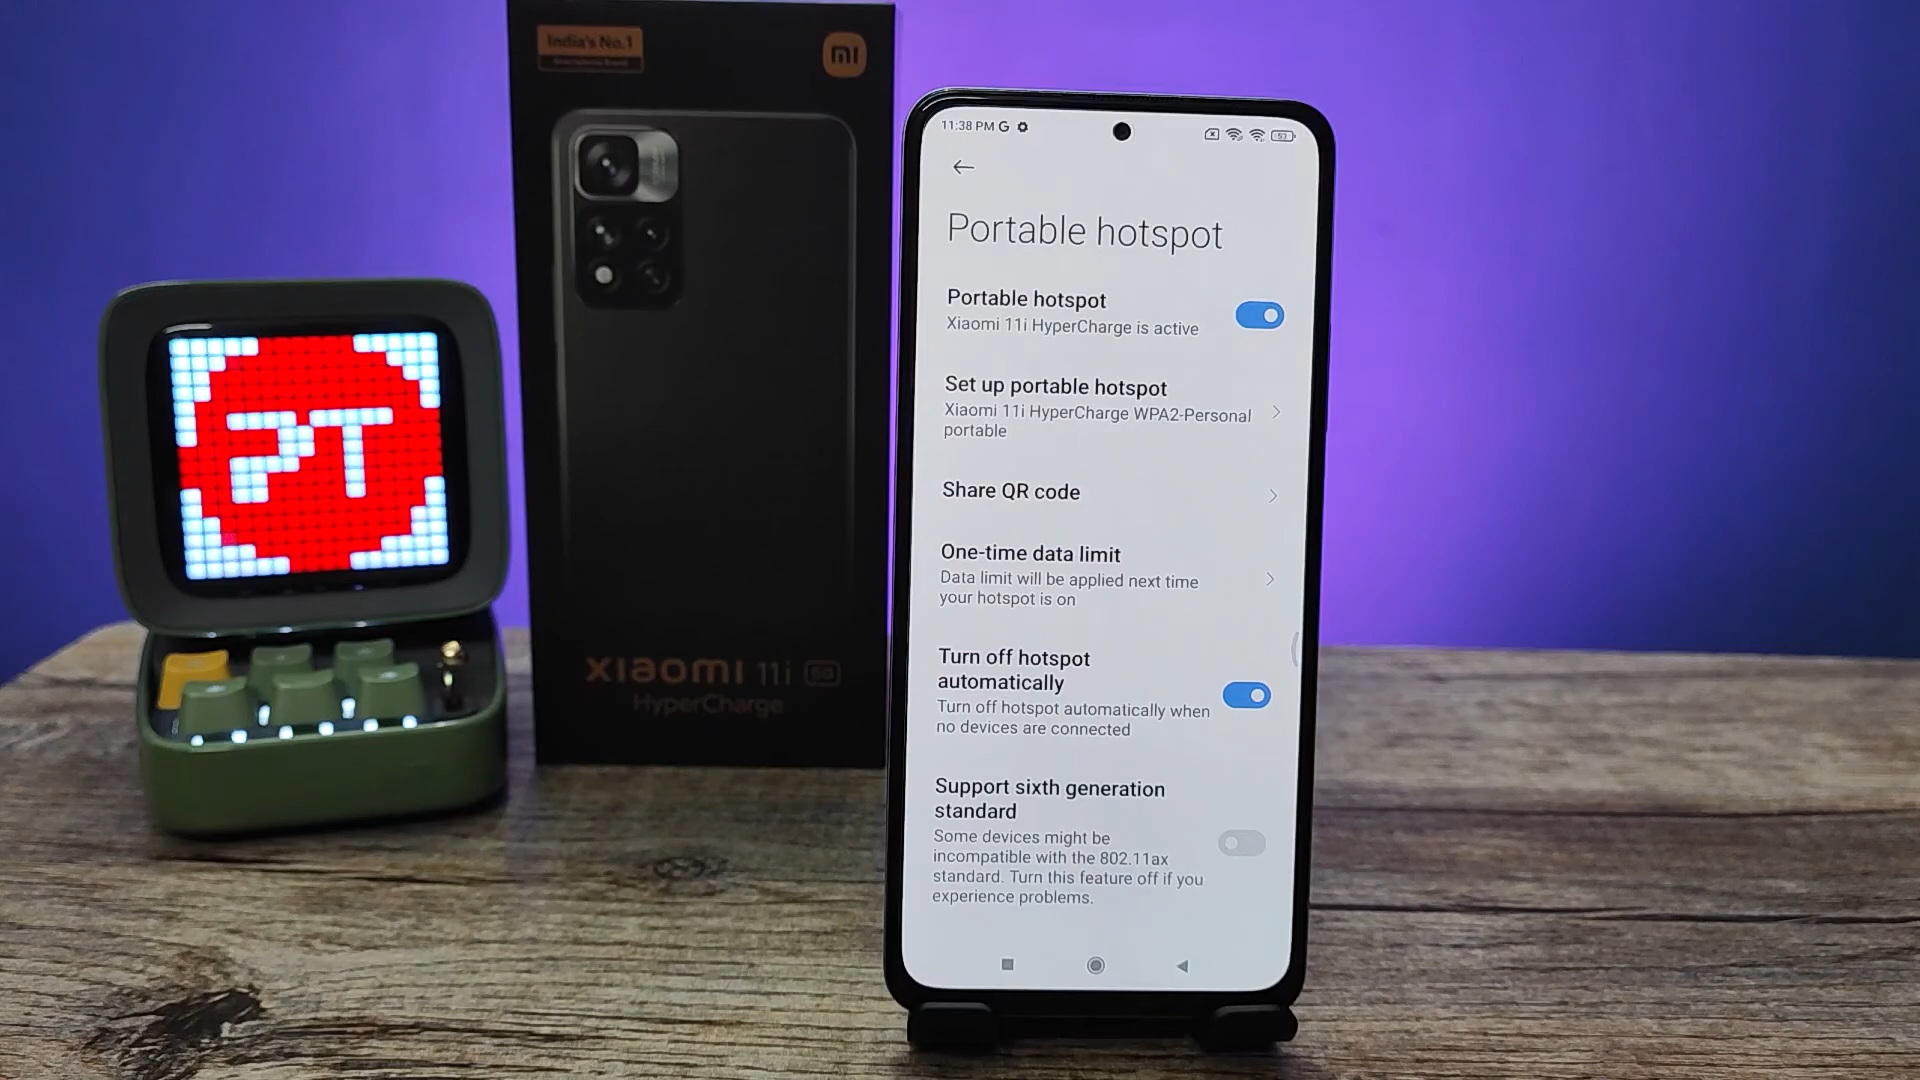 India's No.1
Smartphone Brand
mi
PT
XIAOMI 11i 5G
HyperCharge
11:38 PM G
53
Portable hotspot
Portable hotspot
Xiaomi 11i HyperCharge is active
Set up portable hotspot
Xiaomi 11i HyperCharge WPA2-Personal
portable
Share QR code
One-time data limit
Data limit will be applied next time
your hotspot is on
Turn off hotspot
automatically
Turn off hotspot automatically when
no devices are connected
Support sixth generation
standard
Some devices might be
incompatible with the 802.11ax
standard. Turn this feature off if you
experience problems.